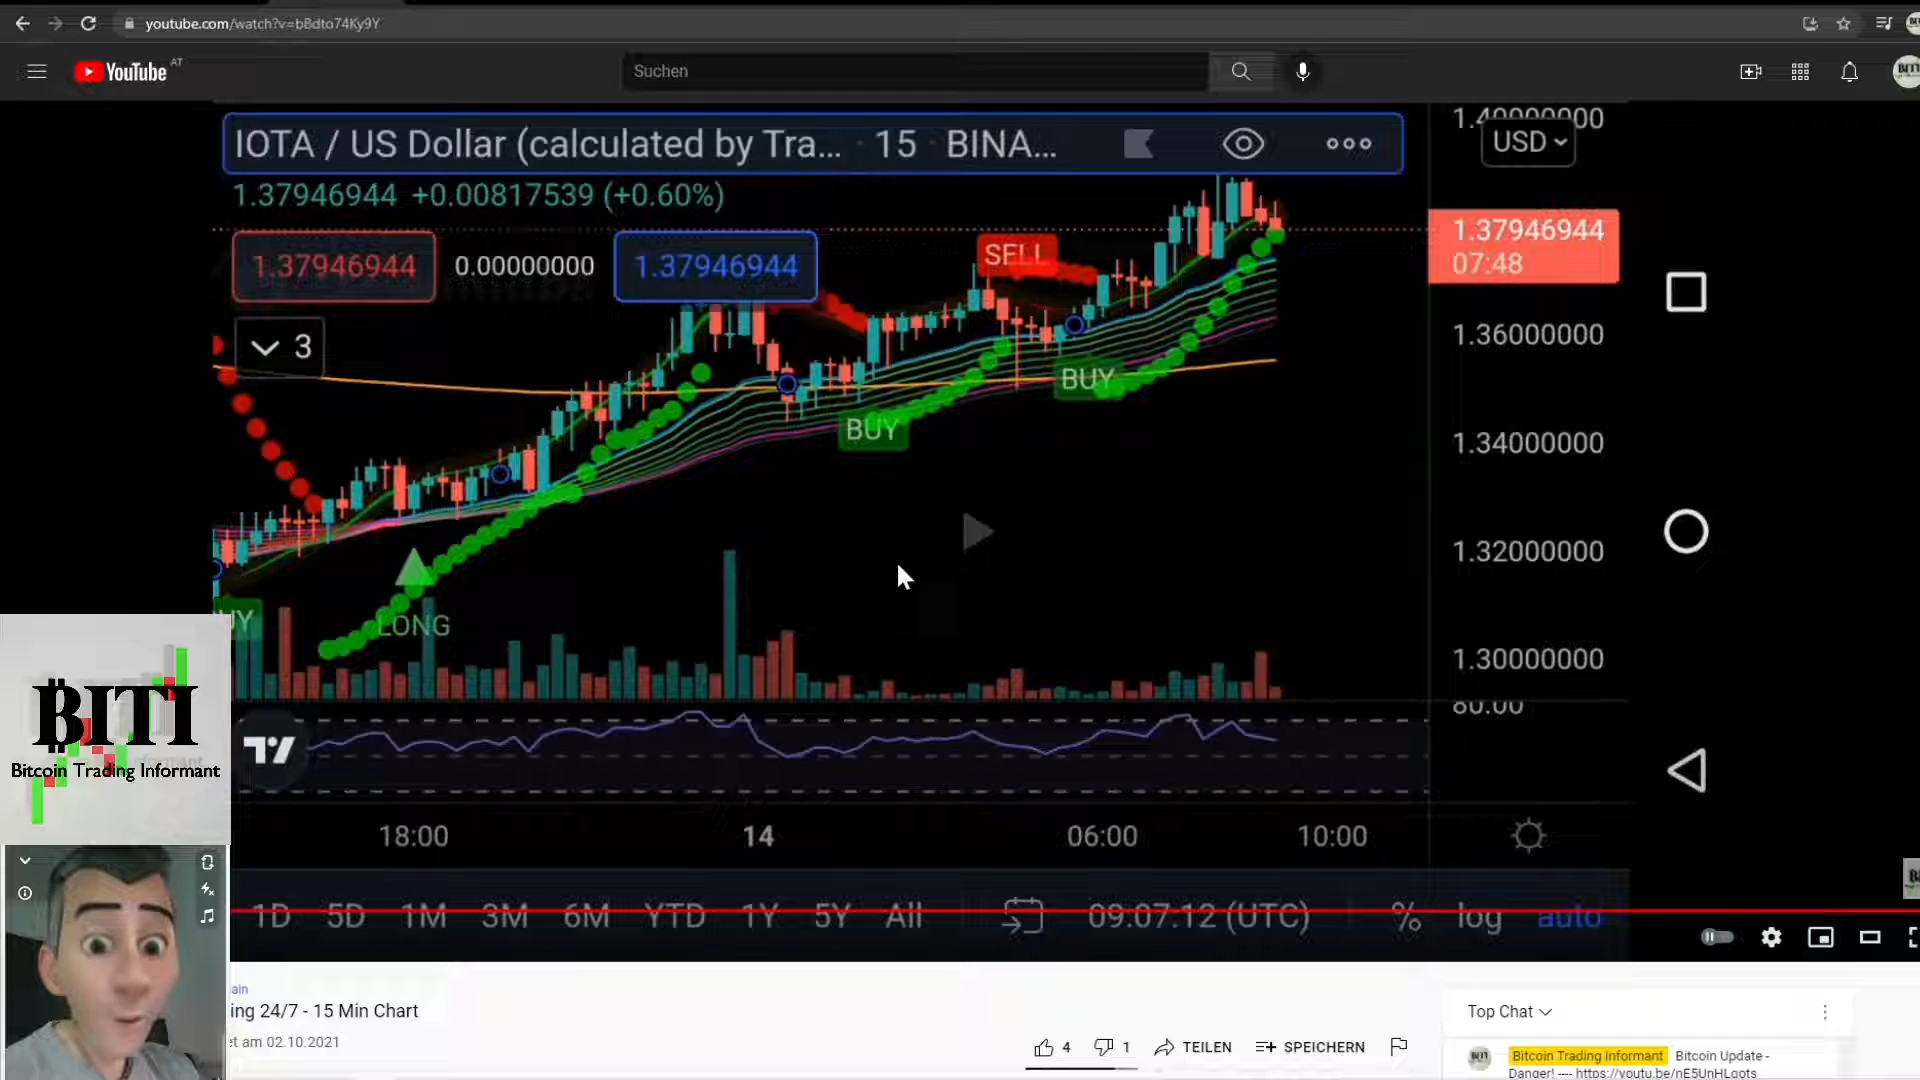 youtube.com/watch?v=bBdto74Ky9Y
YouTube AT
Suchen
IOTA / US Dollar (calculated by Tra... · 15 · BINA...
1.37946944 +0.00817539 (+0.60%)
1.37946944 0.00000000 1.37946944
3
SELL
BUY
BUY
LONG
USD
1.37946944
07:48
1.36000000
1.34000000
1.32000000
1.30000000
80.00
18:00 14 06:00 10:00
1D 5D 1M 3M 6M YTD 1Y 5Y All 09:07:12 (UTC) % log auto
BITI
Bitcoin Trading Informant
ain
ing 24/7 - 15 Min Chart
et am 02.10.2021
4 1 TEILEN SPEICHERN
Top Chat
Bitcoin Trading Informant Bitcoin Update -
Danger! ---- https://youtu.be/nE5UnHLgots